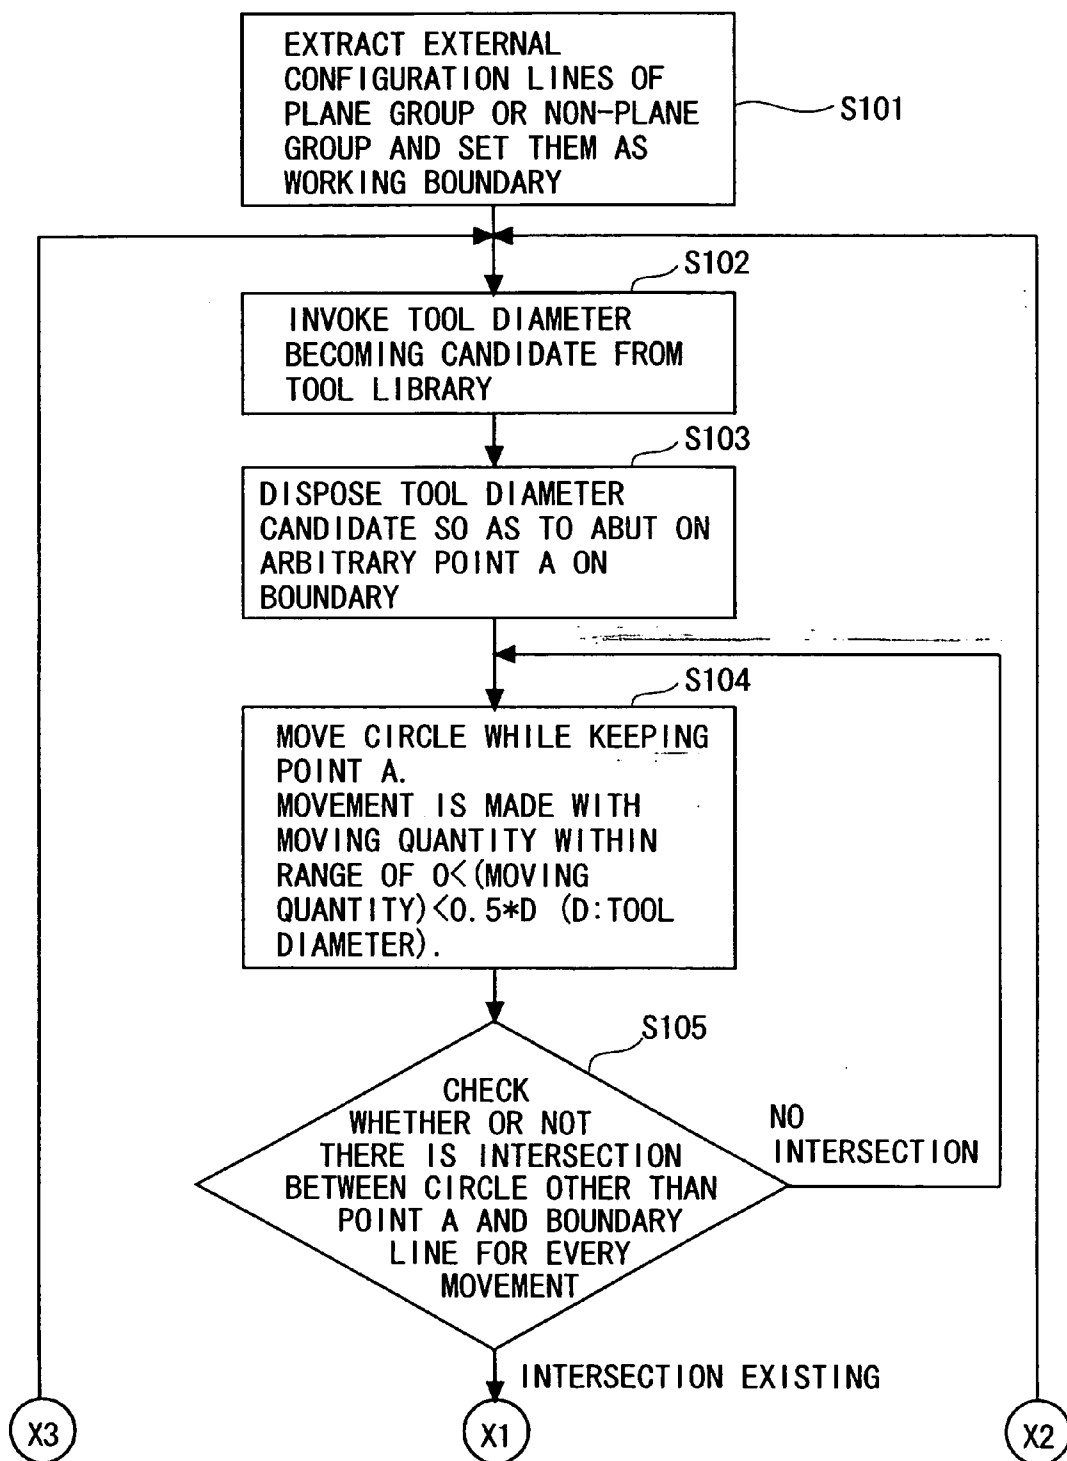 EXTRACT EXTERNAL
CONFIGURATION LINES OF
PLANE GROUP OR NON-PLANE
GROUP AND SET THEM AS
WORKING BOUNDARY
S101
S102
INVOKE TOOL DIAMETER
BECOMING CANDIDATE FROM
TOOL LIBRARY
S103
DISPOSE TOOL DIAMETER
CANDIDATE SO AS TO ABUT ON
ARBITRARY POINT A ON
BOUNDARY
S104
MOVE CIRCLE WHILE KEEPING
POINT A.
MOVEMENT IS MADE WITH
MOVING QUANTITY WITHIN
RANGE OF 0<(MOVING
QUANTITY)<0.5*D (D:TOOL
DIAMETER).
S105
CHECK
WHETHER OR NOT
THERE IS INTERSECTION
BETWEEN CIRCLE OTHER THAN
POINT A AND BOUNDARY
LINE FOR EVERY
MOVEMENT
NO
INTERSECTION
INTERSECTION EXISTING
X3
X1
X2